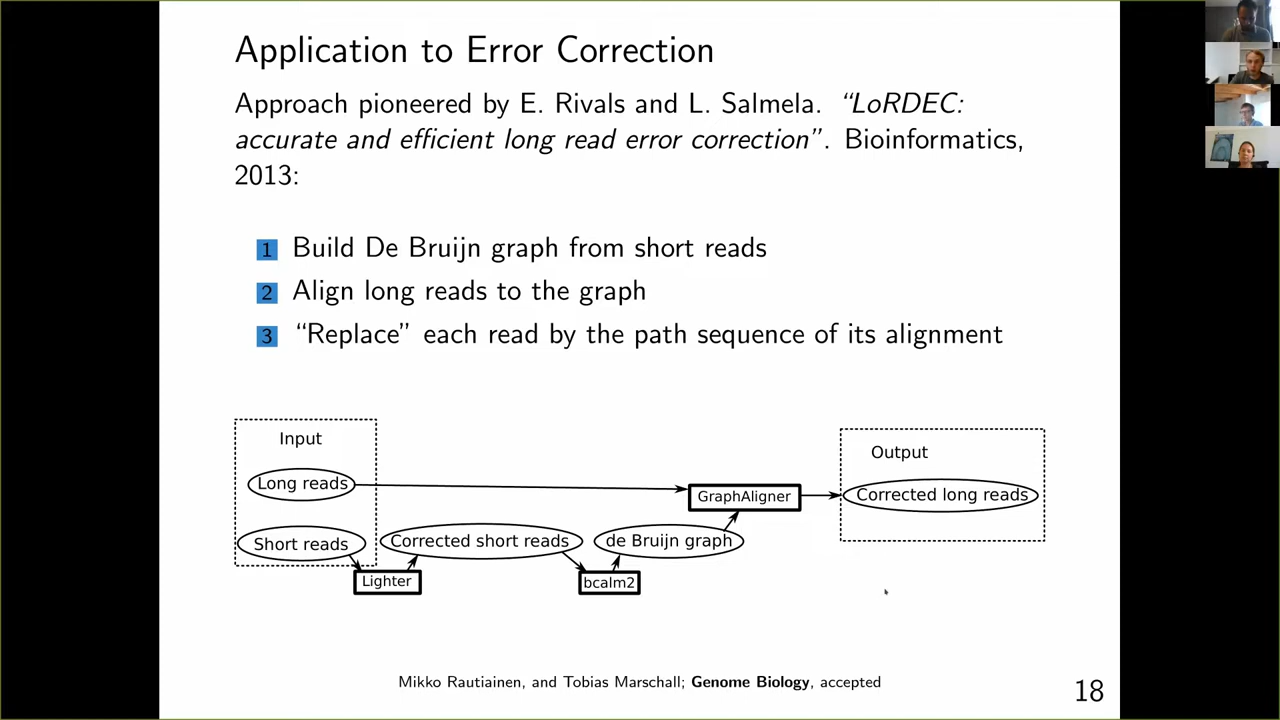 Application to Error Correction
Approach pioneered by E. Rivals and L. Salmela. “LoRDEC:
accurate and efficient long read error correction”. Bioinformatics,
2013:
1 Build De Bruijn graph from short reads
2 Align long reads to the graph
3 “Replace” each read by the path sequence of its alignment
Input
Output
Long reads
GraphAligner
Corrected long reads
Short reads
Corrected short reads
de Bruijn graph
Lighter
bcalm2
Mikko Rautiainen, and Tobias Marschall; Genome Biology, accepted
18